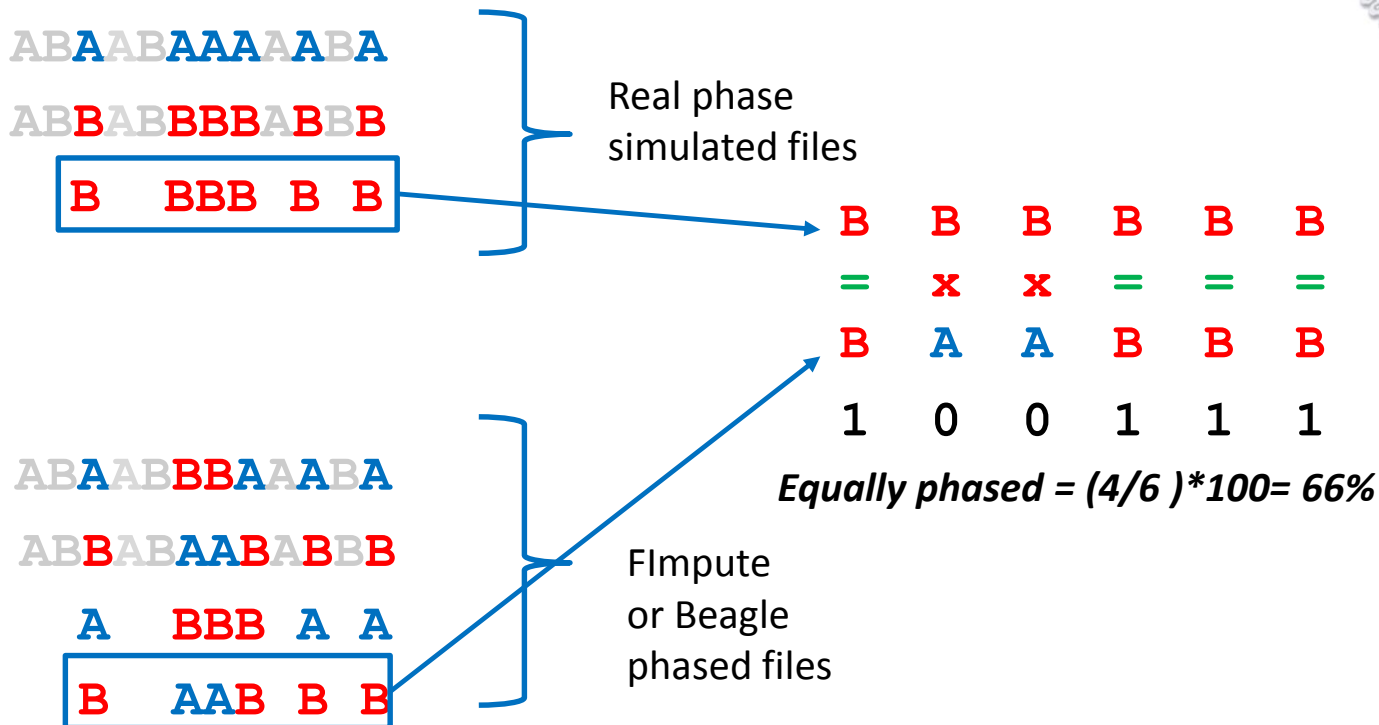 ABAABAAAAABA
ABBABBBBABBB
B BBB B B
Real phase
simulated files
B B B B B B
= x x = = =
B A A B B B
1 0 0 1 1 1
Equally phased = (4/6 )*100= 66%
ABAABBBAAABA
ABBABAABABBB
A BBB A A
B AAB B B
FImpute
or Beagle
phased files